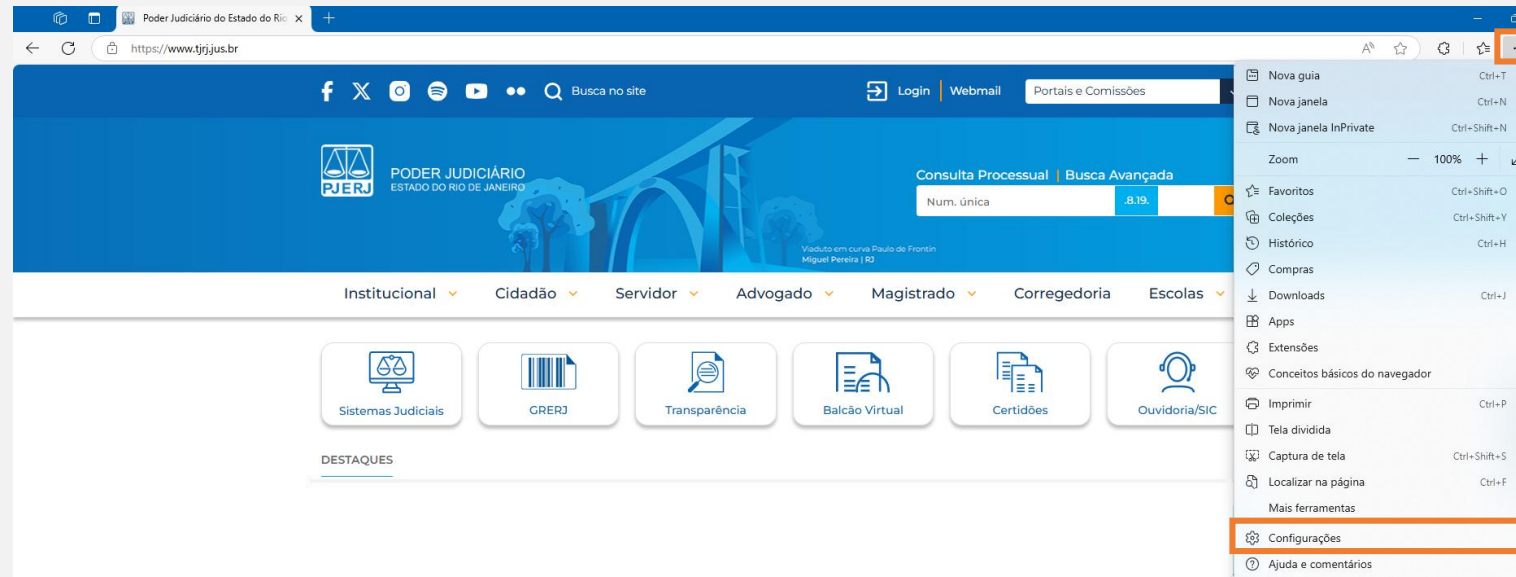 Poder Judiciário do Estado do Rio
https://www.tjrj.jus.br
Busca no site
Login
Webmail
Portais e Comissões
PJERJ
PODER JUDICIÁRIO
ESTADO DO RIO DE JANEIRO
Consulta Processual | Busca Avançada
Num. única
.8.19.
Viaduto em curva Paulo de Frontin
Miguel Pereira | RJ
Institucional
Cidadão
Servidor
Advogado
Magistrado
Corregedoria
Escolas
Sistemas Judiciais
GRERJ
Transparência
Balcão Virtual
Certidões
Ouvidoria/SIC
DESTAQUES
Nova guia Ctrl+T
Nova janela Ctrl+N
Nova janela InPrivate Ctrl+Shift+N
Zoom — 100% +
Favoritos Ctrl+Shift+O
Coleções Ctrl+Shift+Y
Histórico Ctrl+H
Compras
Downloads Ctrl+J
Apps
Extensões
Conceitos básicos do navegador
Imprimir Ctrl+P
Tela dividida
Captura de tela Ctrl+Shift+S
Localizar na página Ctrl+F
Mais ferramentas
Configurações
Ajuda e comentários